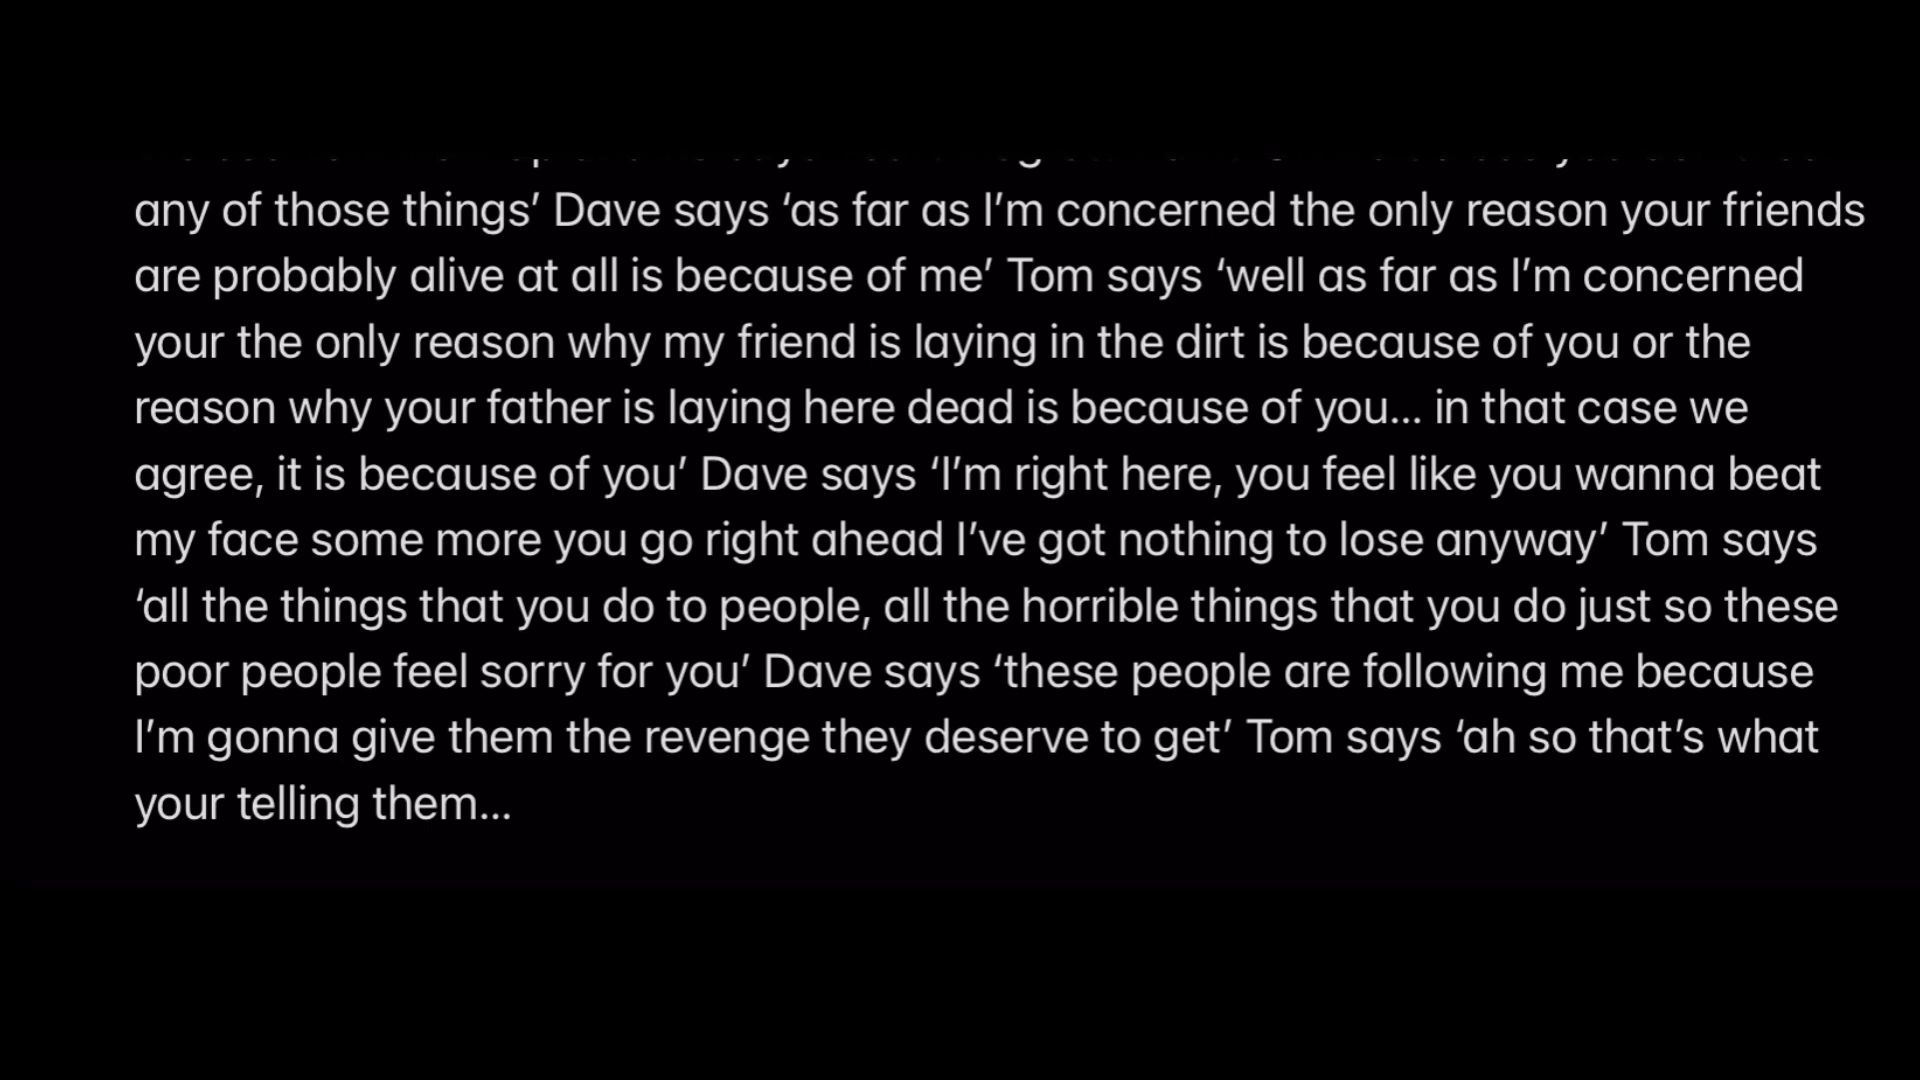 any of those things’ Dave says ‘as far as I’m concerned the only reason your friends
are probably alive at all is because of me’ Tom says ‘well as far as I’m concerned
your the only reason why my friend is laying in the dirt is because of you or the
reason why your father is laying here dead is because of you... in that case we
agree, it is because of you’ Dave says ‘I’m right here, you feel like you wanna beat
my face some more you go right ahead I’ve got nothing to lose anyway’ Tom says
‘all the things that you do to people, all the horrible things that you do just so these
poor people feel sorry for you’ Dave says ‘these people are following me because
I’m gonna give them the revenge they deserve to get’ Tom says ‘ah so that’s what
your telling them...